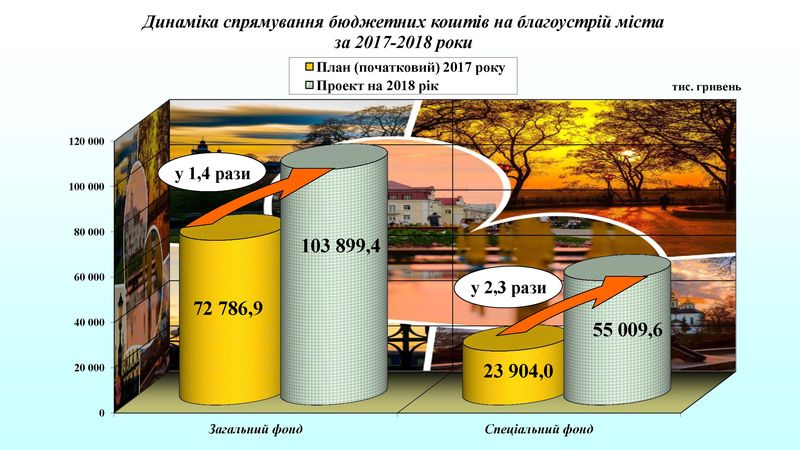 Динаміка спрямування бюджетних коштів на благоустрій міста
за 2017-2018 роки
План (початковий) 2017 року
Проект на 2018 рік
тис. гривень
120 000
100 000
80 000
60 000
40 000
20 000
0
у 1,4 рази
103 899,4
72 786,9
у 2,3 рази
55 009,6
23 904,0
Загальний фонд
Спеціальний фонд